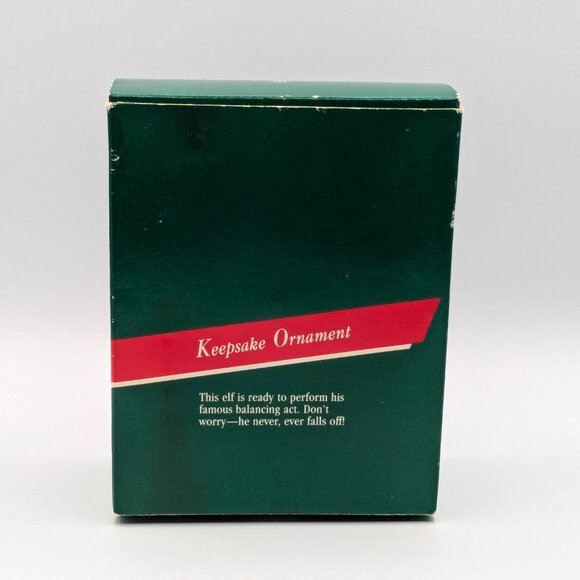 Keepsake Ornament
This elf is ready to perform his
famous balancing act. Don't
worry—he never, ever falls off!